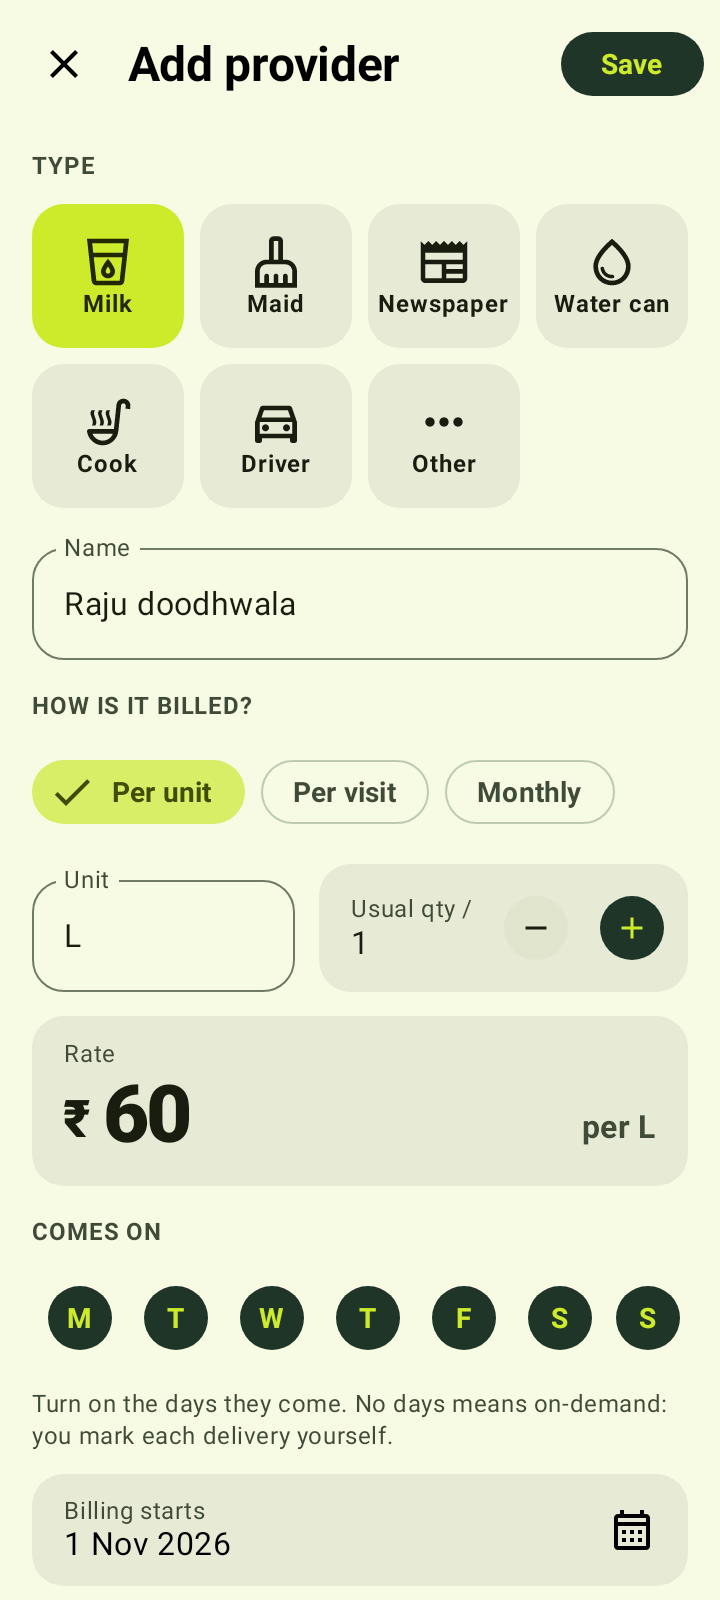 Add provider
Save
TYPE
Milk
Maid
Newspaper
Water can
Cook
Driver
Other
Name
Raju doodhwala
HOW IS IT BILLED?
Per unit
Per visit
Monthly
Unit
L
Usual qty /
1
Rate
₹ 60
per L
COMES ON
M T W T F S S
Turn on the days they come. No days means on-demand:
you mark each delivery yourself.
Billing starts
1 Nov 2026